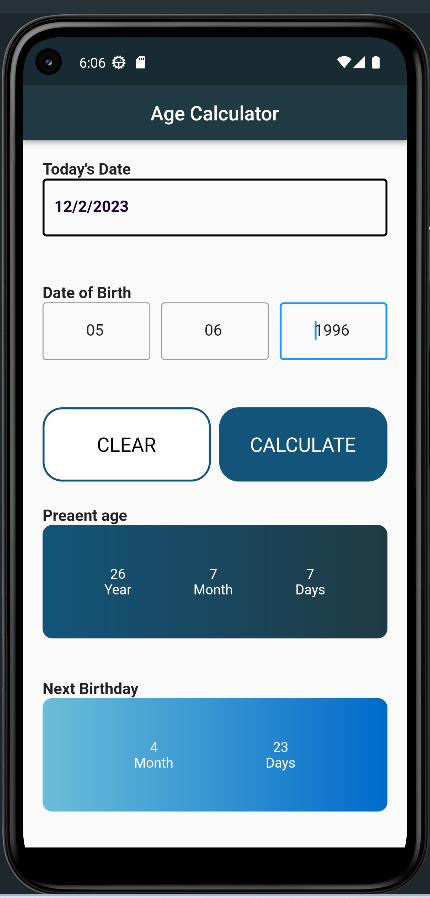 6:06
Age Calculator
Today's Date
12/2/2023
Date of Birth
05 06 1996
CLEAR CALCULATE
Preaent age
26 7 7
Year Month Days
Next Birthday
4 23
Month Days